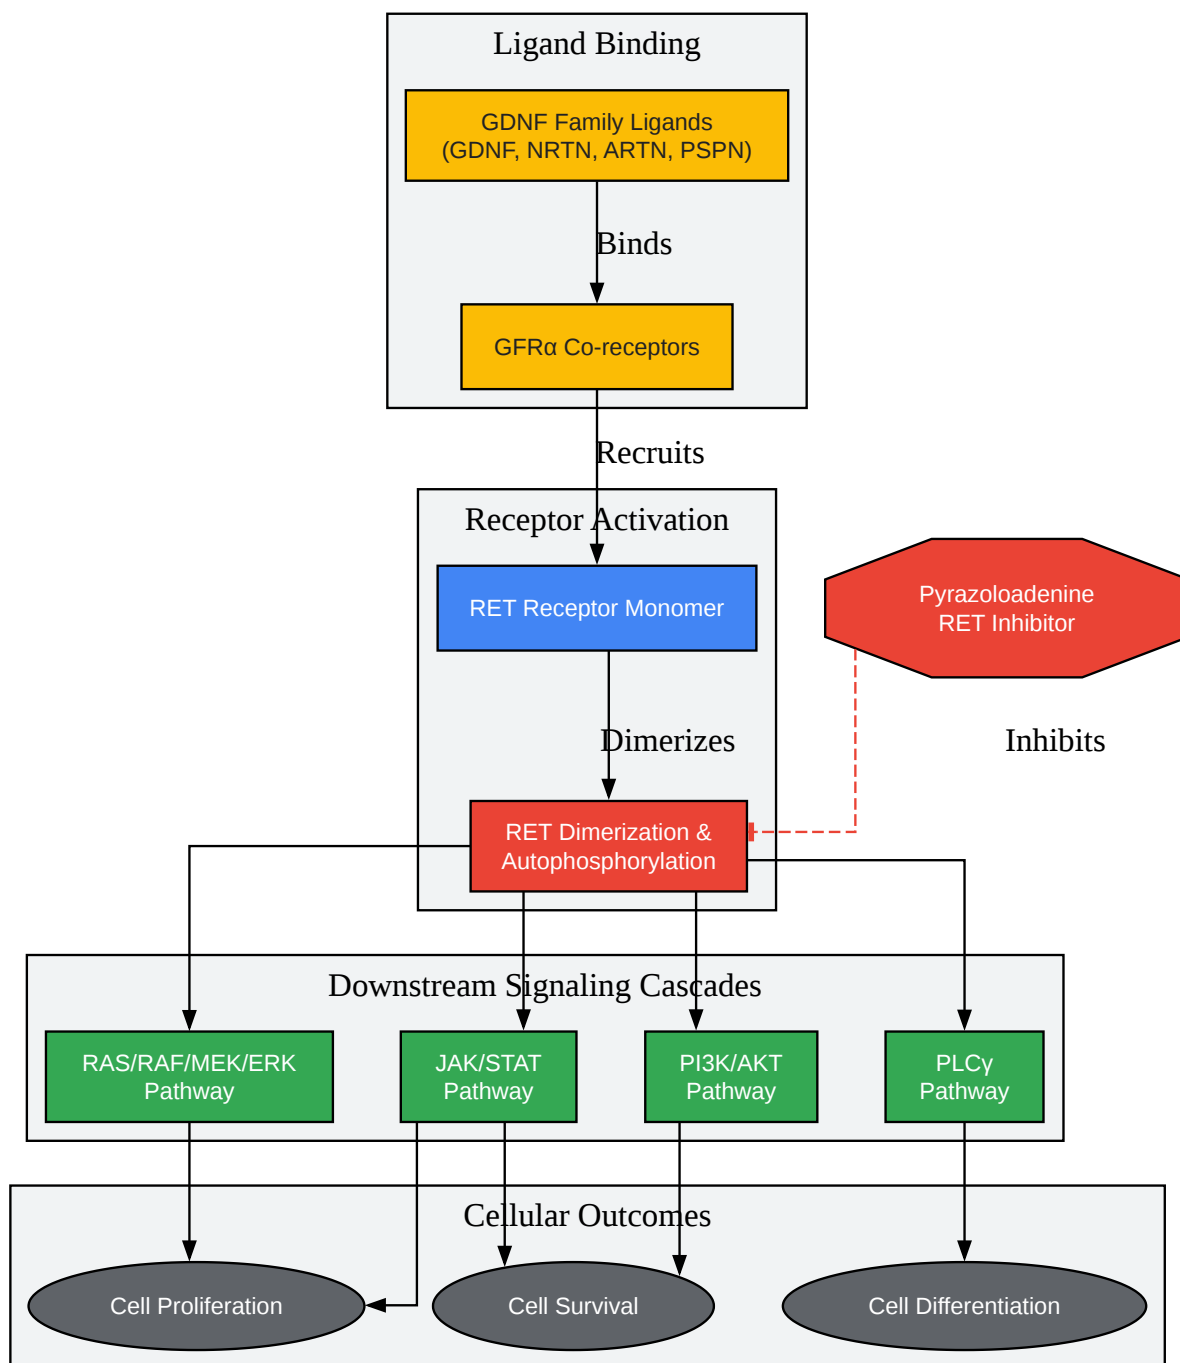 Ligand Binding
GDNF Family Ligands
(GDNF, NRTN, ARTN, PSPN)
Binds
GFRα Co-receptors
Recruits
Receptor Activation
RET Receptor Monomer
Pyrazoloadenine
RET Inhibitor
Dimerizes
Inhibits
RET Dimerization &
Autophosphorylation
Downstream Signaling Cascades
RAS/RAF/MEK/ERK
Pathway
JAK/STAT
Pathway
PI3K/AKT
Pathway
PLCγ
Pathway
Cellular Outcomes
Cell Proliferation
Cell Survival
Cell Differentiation